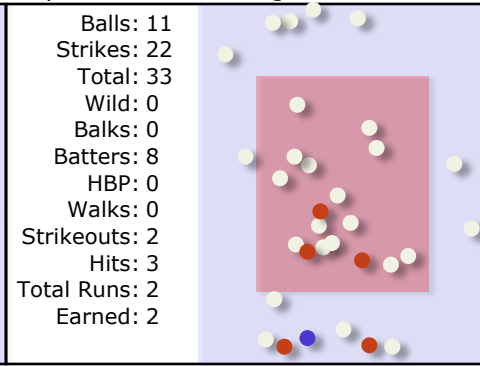 Balls: 11
Strikes: 22
Total: 33
Wild: 0
Balks: 0
Batters: 8
HBP: 0
Walks: 0
Strikeouts: 2
Hits: 3
Total Runs: 2
Earned: 2